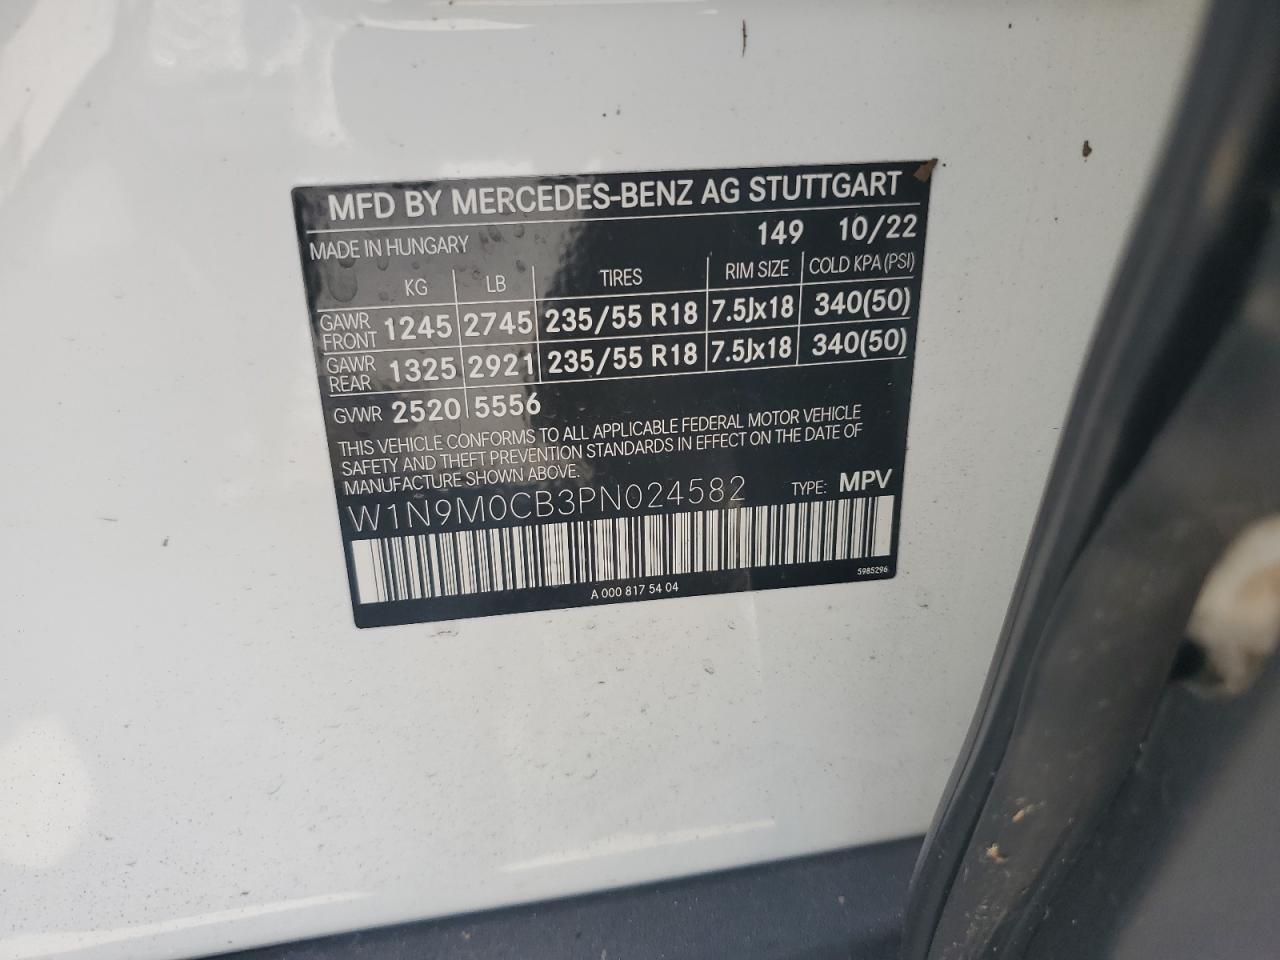 MFD BY MERCEDES-BENZ AG STUTTGART
MADE IN HUNGARY 149 10/22
KG LB TIRES RIM SIZE COLD KPA (PSI)
GAWR FRONT 1245 2745 235/55 R18 7.5Jx18 340(50)
GAWR REAR 1325 2921 235/55 R18 7.5Jx18 340(50)
GVWR 2520 5556
THIS VEHICLE CONFORMS TO ALL APPLICABLE FEDERAL MOTOR VEHICLE
SAFETY AND THEFT PREVENTION STANDARDS IN EFFECT ON THE DATE OF
MANUFACTURE SHOWN ABOVE.
W1N9M0CB3PN024582 TYPE: MPV
A 000 817 54 04 5985296